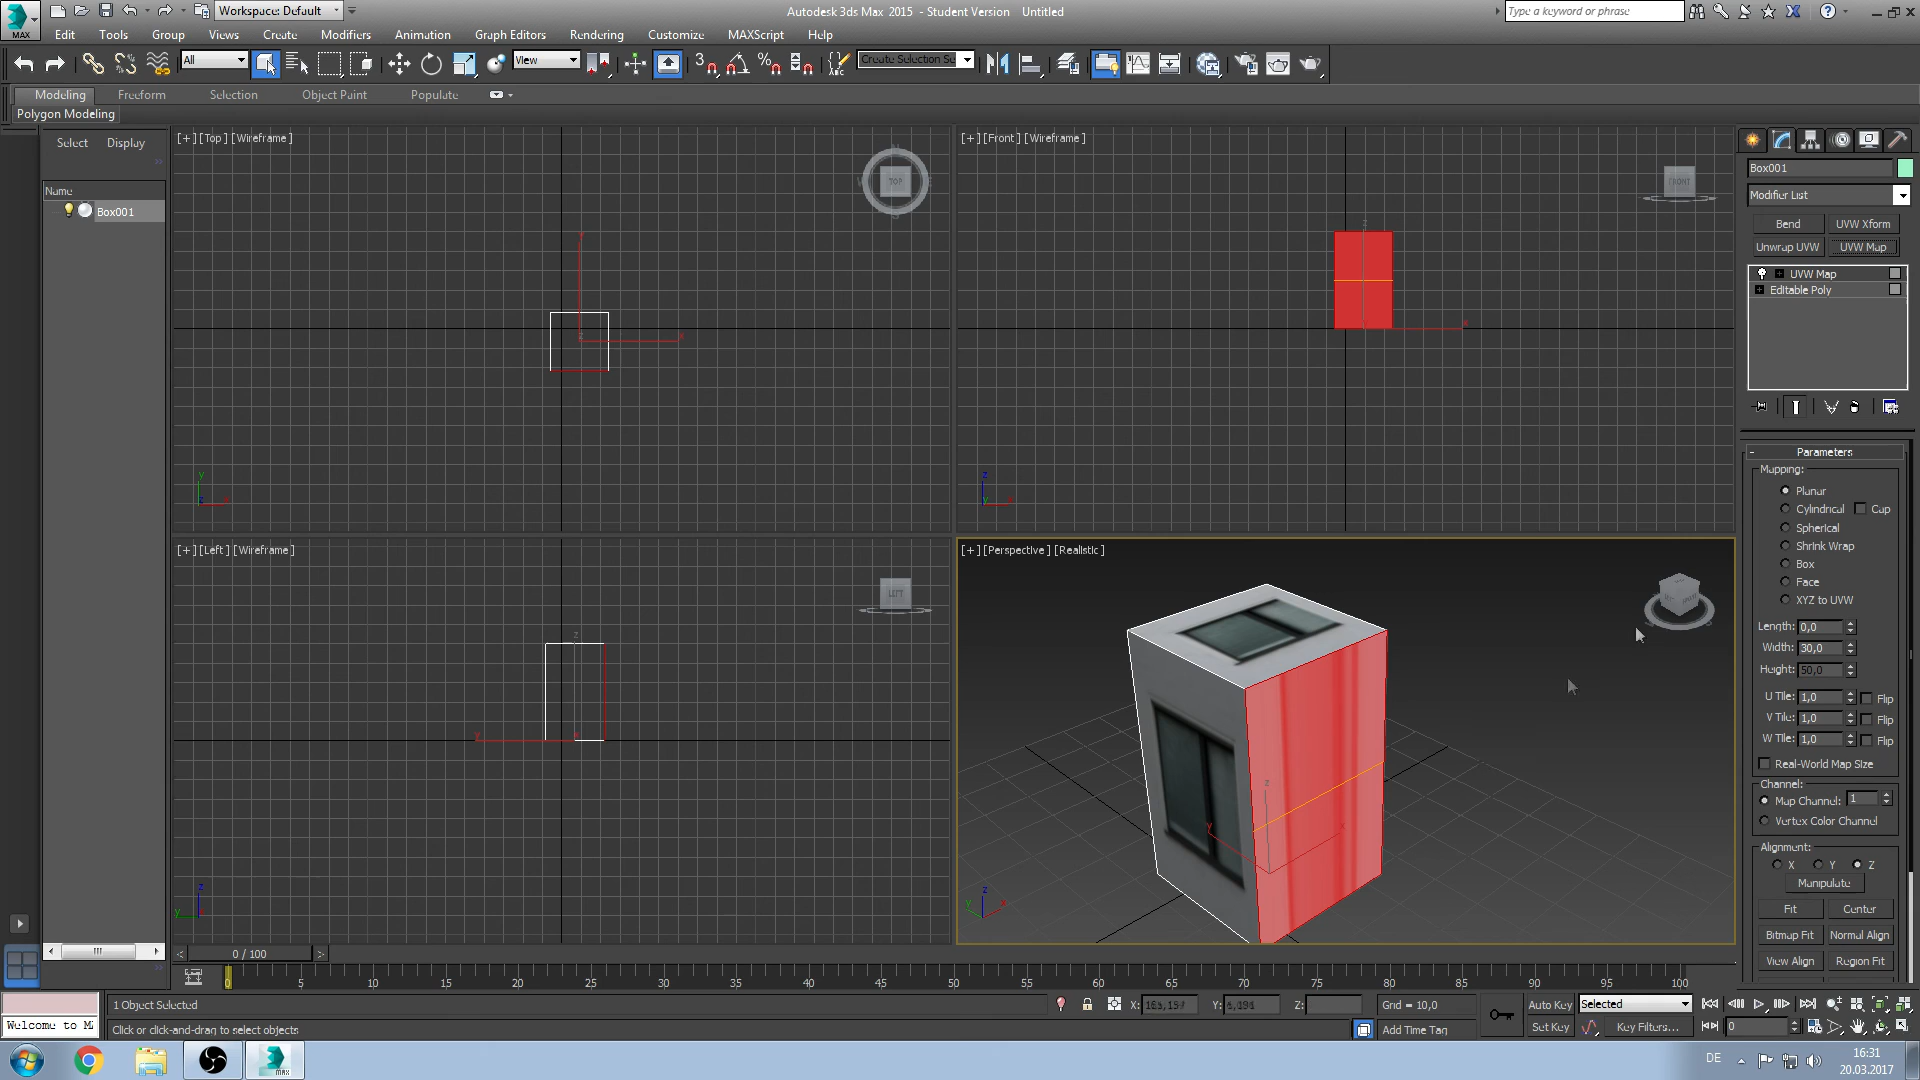 Workspace: Default
Autodesk 3ds Max 2015 - Student Version Untitled
Type a keyword or phrase
MAX
Edit Tools Group Views Create Modifiers Animation Graph Editors Rendering Customize MAXScript Help
All View 3 Create Selection Se
Modeling Freeform Selection Object Paint Populate
Polygon Modeling
Select Display
Name
Box001
[+][Top][Wireframe]
TOP
[+][Front][Wireframe]
FRONT
[+][Left][Wireframe]
LEFT
[+][Perspective][Realistic]
Box001
Modifier List
Bend UVW Xform
Unwrap UVW UVW Map
UVW Map
Editable Poly
Parameters
Mapping:
Planar
Cylindrical Cap
Spherical
Shrink Wrap
Box
Face
XYZ to UVW
Length: 0,0
Width: 30,0
Height: 50,0
U Tile: 1,0 Flip
V Tile: 1,0 Flip
W Tile: 1,0 Flip
Real-World Map Size
Channel:
Map Channel: 1
Vertex Color Channel
Alignment:
X Y Z
Manipulate
Fit Center
Bitmap Fit Normal Align
View Align Region Fit
0 / 100
0 5 10 15 20 25 30 35 40 45 50 55 60 65 70 75 80 85 90 95 100
1 Object Selected
X: Y: Z: Grid = 10,0
Auto Key Selected
Welcome to M
Click or click-and-drag to select objects
Add Time Tag
Set Key Key Filters... 0
DE
16:31
20.03.2017